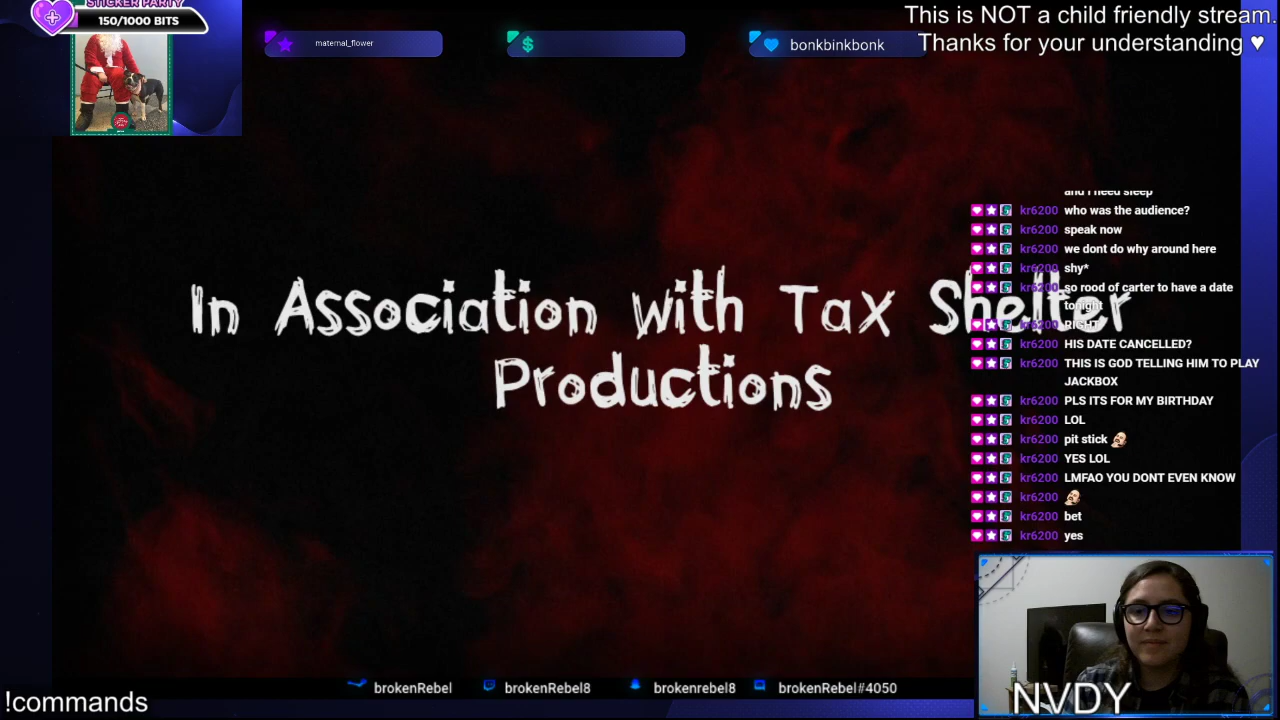 STICKER PARTY
150/1000 BITS
maternal_flower
bonkbinkbonk
This is NOT a child friendly stream.
Thanks for your understanding ♥
In Association with Tax Shelter
Productions
and i need sleep
kr6200 who was the audience?
kr6200 speak now
kr6200 we dont do why around here
kr6200 shy*
kr6200 so rood of carter to have a date
tonight
kr6200 RIGHT
kr6200 HIS DATE CANCELLED?
kr6200 THIS IS GOD TELLING HIM TO PLAY
JACKBOX
kr6200 PLS ITS FOR MY BIRTHDAY
kr6200 LOL
kr6200 pit stick
kr6200 YES LOL
kr6200 LMFAO YOU DONT EVEN KNOW
kr6200
kr6200 bet
kr6200 yes
NVDY
brokenRebel
brokenRebel8
brokenrebel8
brokenRebel#4050
!commands